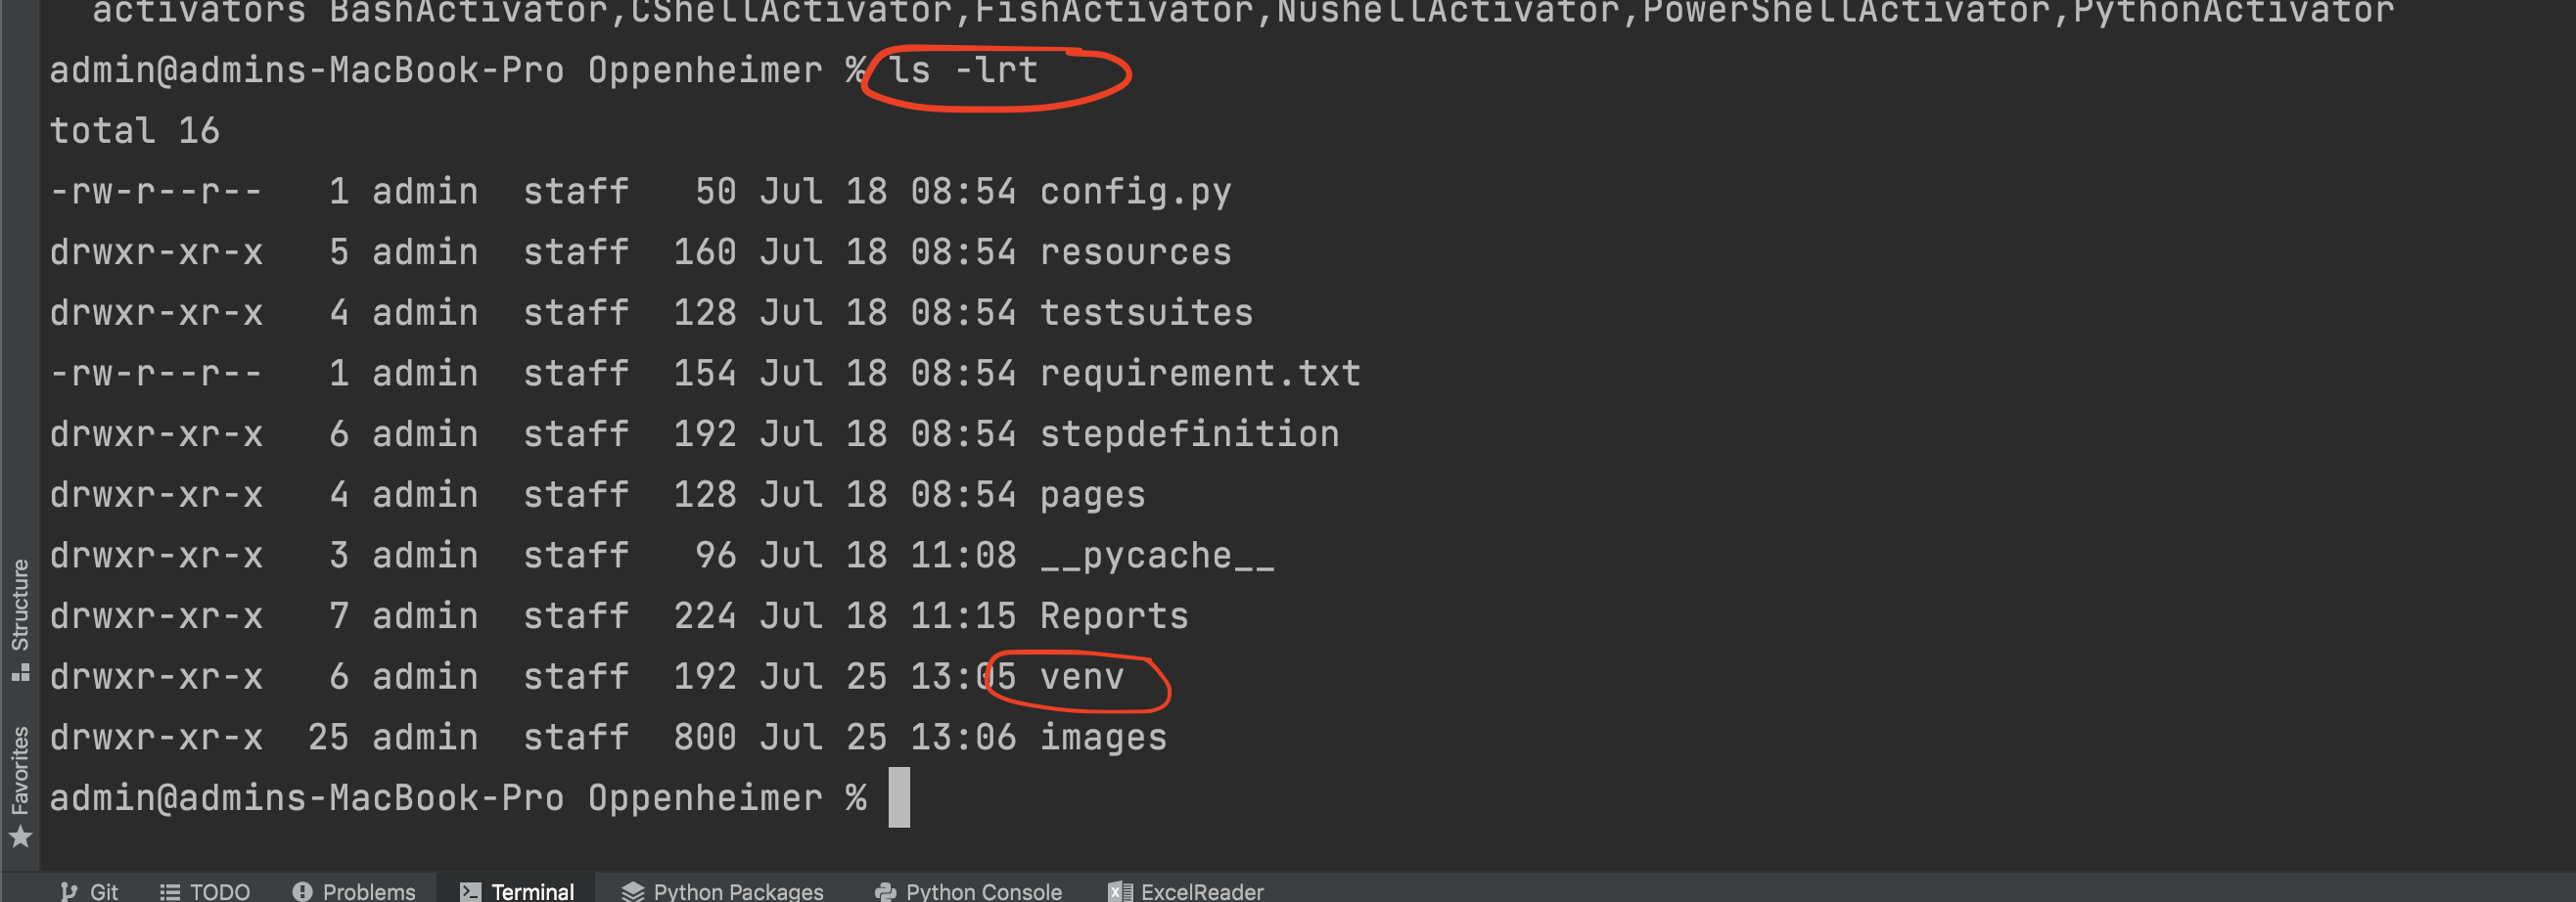 activators BashActivator,CShellActivator,FishActivator,NushellActivator,PowerShellActivator,PythonActivator
admin@admins-MacBook-Pro Oppenheimer % ls -lrt
total 16
-rw-r--r--   1 admin  staff   50 Jul 18 08:54 config.py
drwxr-xr-x   5 admin  staff  160 Jul 18 08:54 resources
drwxr-xr-x   4 admin  staff  128 Jul 18 08:54 testsuites
-rw-r--r--   1 admin  staff  154 Jul 18 08:54 requirement.txt
drwxr-xr-x   6 admin  staff  192 Jul 18 08:54 stepdefinition
drwxr-xr-x   4 admin  staff  128 Jul 18 08:54 pages
drwxr-xr-x   3 admin  staff   96 Jul 18 11:08 __pycache__
drwxr-xr-x   7 admin  staff  224 Jul 18 11:15 Reports
drwxr-xr-x   6 admin  staff  192 Jul 25 13:05 venv
drwxr-xr-x  25 admin  staff  800 Jul 25 13:06 images
admin@admins-MacBook-Pro Oppenheimer %
Structure
Favorites
Git TODO Problems Terminal Python Packages Python Console ExcelReader